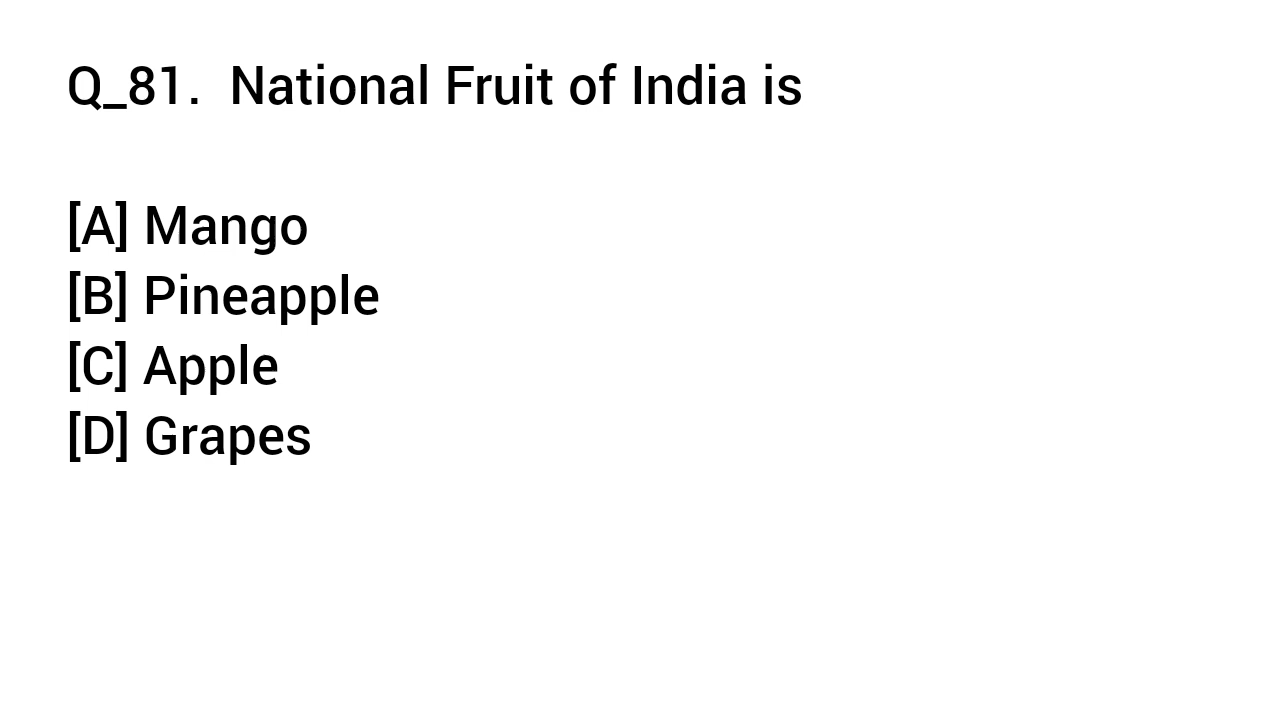 Q_81.  National Fruit of India is
[A] Mango
[B] Pineapple
[C] Apple
[D] Grapes